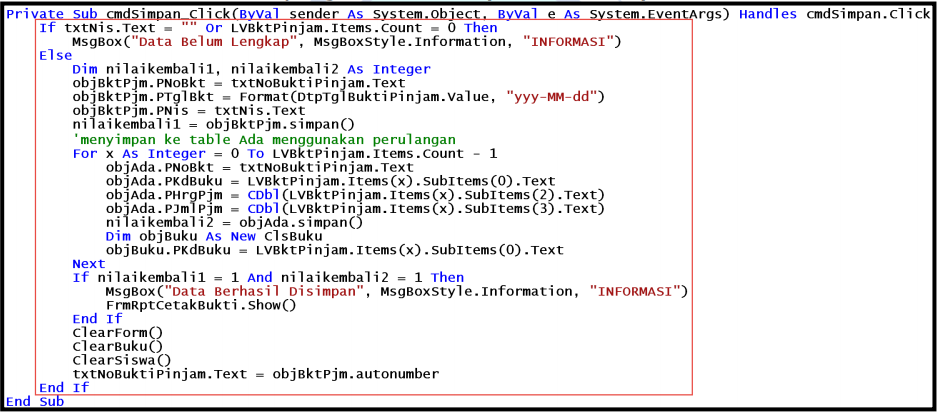 Private Sub cmdSimpan_Click(ByVal sender As System.Object, ByVal e As System.EventArgs) Handles cmdSimpan.Click
If txtNis.Text = "" Or LVBktPinjam.Items.Count = 0 Then
MsgBox("Data Belum Lengkap", MsgBoxStyle.Information, "INFORMASI")
Else
Dim nilaikembali1, nilaikembali2 As Integer
objBktPjm.PNoBkt = txtNoBuktiPinjam.Text
objBktPjm.PTglBkt = Format(DtpTglBuktiPinjam.Value, "yyy-MM-dd")
objBktPjm.PNis = txtNis.Text
nilaikembali1 = objBktPjm.simpan()
'menyimpan ke table Ada menggunakan perulangan
For x As Integer = 0 To LVBktPinjam.Items.Count - 1
objAda.PNoBkt = txtNoBuktiPinjam.Text
objAda.PKdBuku = LVBktPinjam.Items(x).SubItems(0).Text
objAda.PHrgPjm = CDbl(LVBktPinjam.Items(x).SubItems(2).Text)
objAda.PJmlPjm = CDbl(LVBktPinjam.Items(x).SubItems(3).Text)
nilaikembali2 = objAda.simpan()
Dim objBuku As New ClsBuku
objBuku.PKdBuku = LVBktPinjam.Items(x).SubItems(0).Text
Next
If nilaikembali1 = 1 And nilaikembali2 = 1 Then
MsgBox("Data Berhasil Disimpan", MsgBoxStyle.Information, "INFORMASI")
FrmRptCetakBukti.Show()
End If
ClearForm()
ClearBuku()
ClearSiswa()
txtNoBuktiPinjam.Text = objBktPjm.autonumber
End If
End Sub